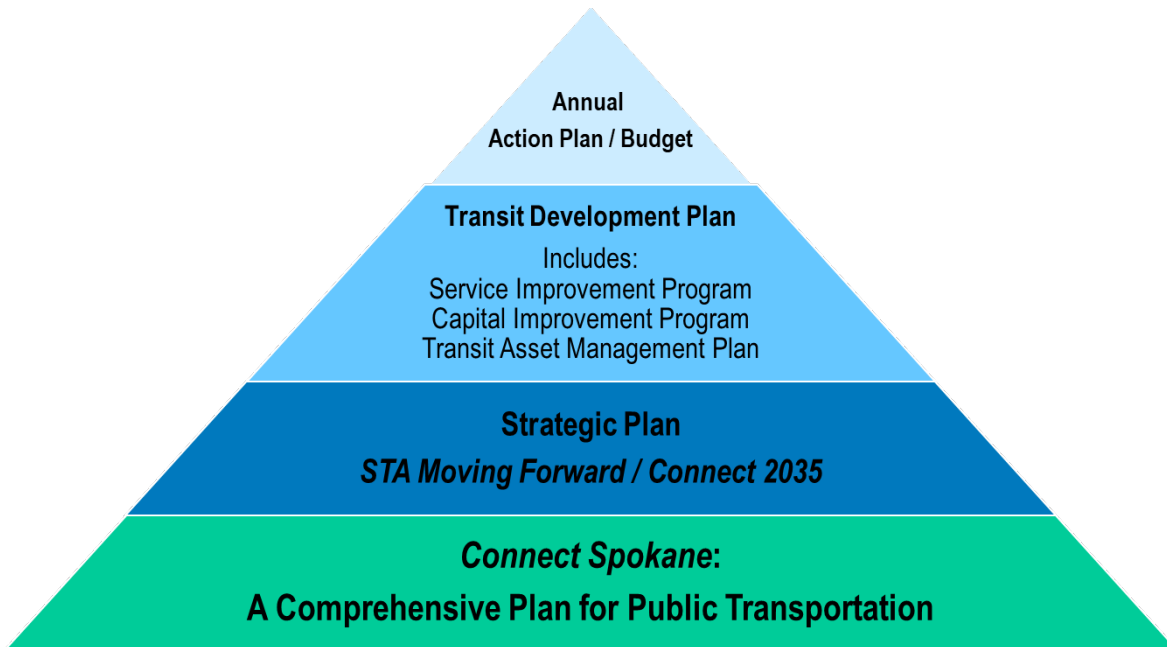 Annual
Action Plan / Budget
Transit Development Plan
Includes:
Service Improvement Program
Capital Improvement Program
Transit Asset Management Plan
Strategic Plan
STA Moving Forward / Connect 2035
Connect Spokane:
A Comprehensive Plan for Public Transportation